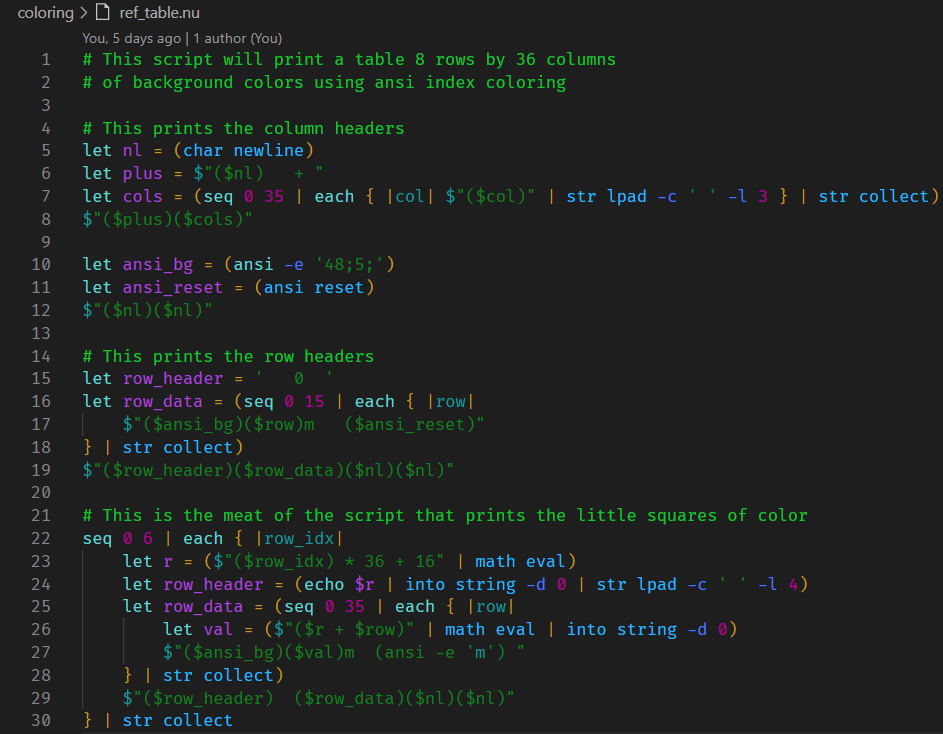 coloring > ref_table.nu
You, 5 days ago | 1 author (You)
1 # This script will print a table 8 rows by 36 columns
2 # of background colors using ansi index coloring
3
4 # This prints the column headers
5 let nl = (char newline)
6 let plus = $"($nl)   + "
7 let cols = (seq 0 35 | each { |col| $"($col)" | str lpad -c ' ' -l 3 } | str collect)
8 $"($plus)($cols)"
9
10 let ansi_bg = (ansi -e '48;5;')
11 let ansi_reset = (ansi reset)
12 $"($nl)($nl)"
13
14 # This prints the row headers
15 let row_header = '   0  '
16 let row_data = (seq 0 15 | each { |row|
17     $"($ansi_bg)($row)m   ($ansi_reset)"
18 } | str collect)
19 $"($row_header)($row_data)($nl)($nl)"
20
21 # This is the meat of the script that prints the little squares of color
22 seq 0 6 | each { |row_idx|
23     let r = ($"($row_idx) * 36 + 16" | math eval)
24     let row_header = (echo $r | into string -d 0 | str lpad -c ' ' -l 4)
25     let row_data = (seq 0 35 | each { |row|
26         let val = ($"($r + $row)" | math eval | into string -d 0)
27         $"($ansi_bg)($val)m  (ansi -e 'm') "
28     } | str collect)
29     $"($row_header)  ($row_data)($nl)($nl)"
30 } | str collect